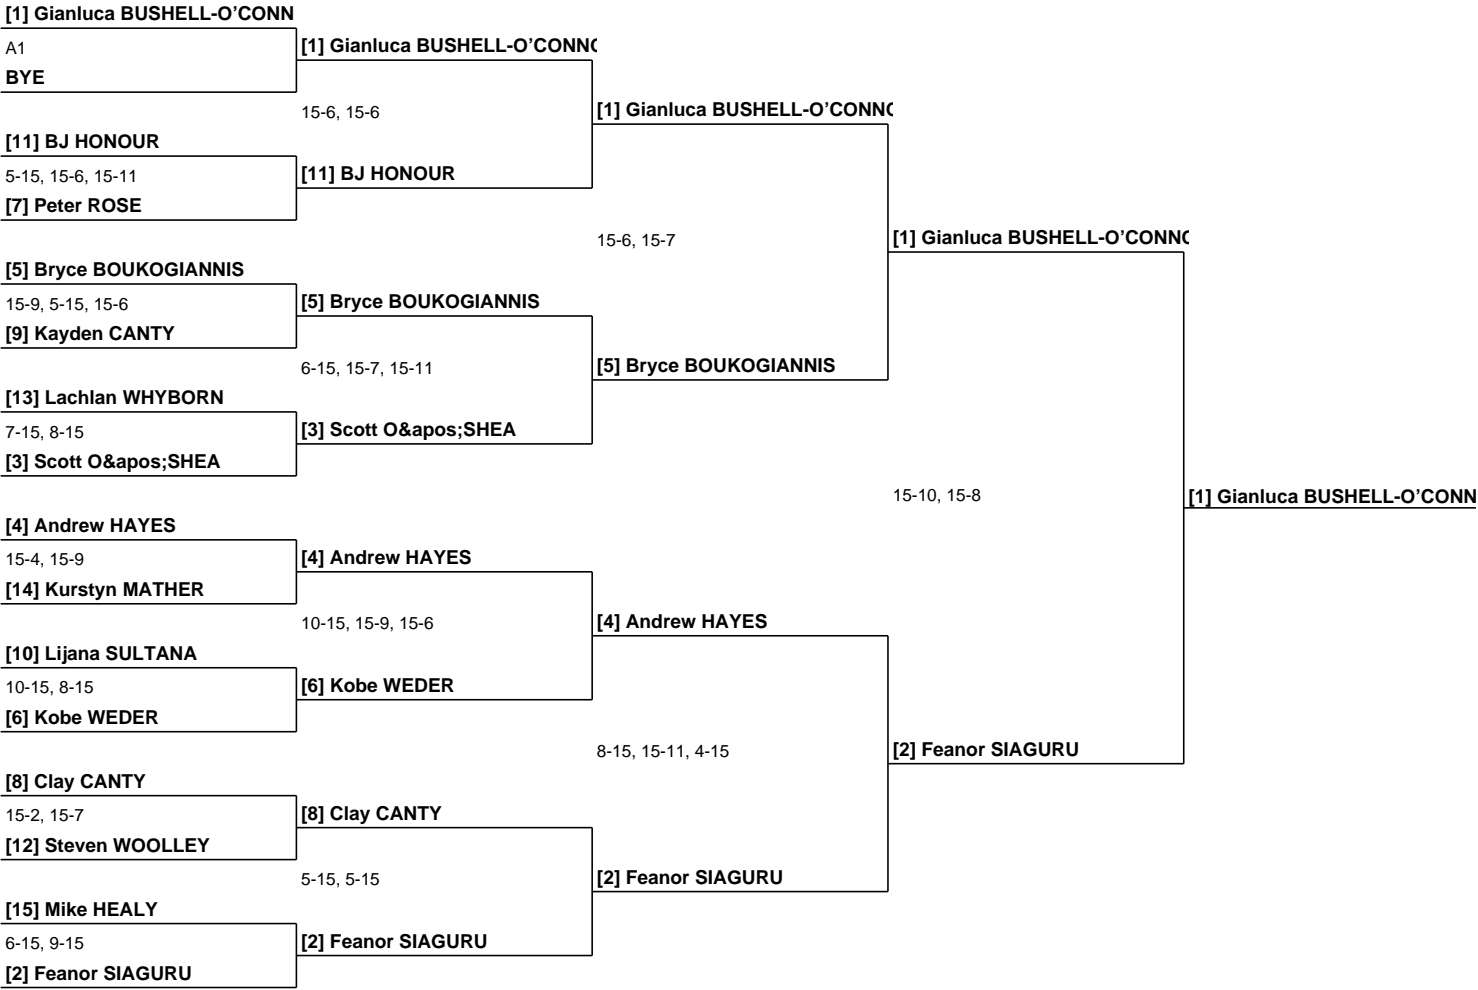 [1] Gianluca BUSHELL-O'CONN
A1
BYE
[11] BJ HONOUR
5-15, 15-6, 15-11
[7] Peter ROSE
[5] Bryce BOUKOGIANNIS
15-9, 5-15, 15-6
[9] Kayden CANTY
[13] Lachlan WHYBORN
7-15, 8-15
[3] Scott O&apos;SHEA
[4] Andrew HAYES
15-4, 15-9
[14] Kurstyn MATHER
[10] Lijana SULTANA
10-15, 8-15
[6] Kobe WEDER
[8] Clay CANTY
15-2, 15-7
[12] Steven WOOLLEY
[15] Mike HEALY
6-15, 9-15
[2] Feanor SIAGURU
[1] Gianluca BUSHELL-O'CONNO
15-6, 15-6
[11] BJ HONOUR
[5] Bryce BOUKOGIANNIS
6-15, 15-7, 15-11
[3] Scott O&apos;SHEA
[4] Andrew HAYES
10-15, 15-9, 15-6
[6] Kobe WEDER
[8] Clay CANTY
5-15, 5-15
[2] Feanor SIAGURU
[1] Gianluca BUSHELL-O'CONNO
15-6, 15-7
[5] Bryce BOUKOGIANNIS
[4] Andrew HAYES
8-15, 15-11, 4-15
[2] Feanor SIAGURU
[1] Gianluca BUSHELL-O'CONNO
15-10, 15-8
[2] Feanor SIAGURU
[1] Gianluca BUSHELL-O'CONN